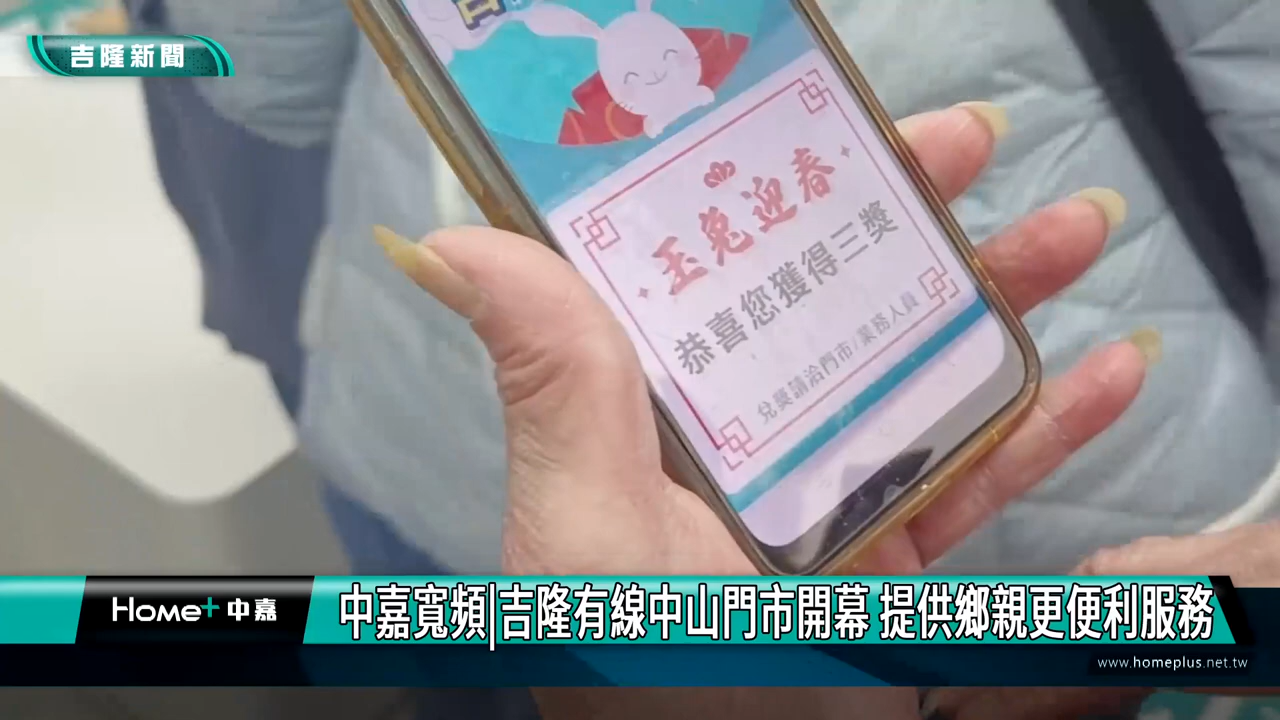 吉隆新聞
玉兔迎春
恭喜您獲得三獎
兌獎請洽門市/業務人員
Home+中嘉
中嘉寬頻|吉隆有線中山門市開幕 提供鄉親更便利服務
www.homeplus.net.tw